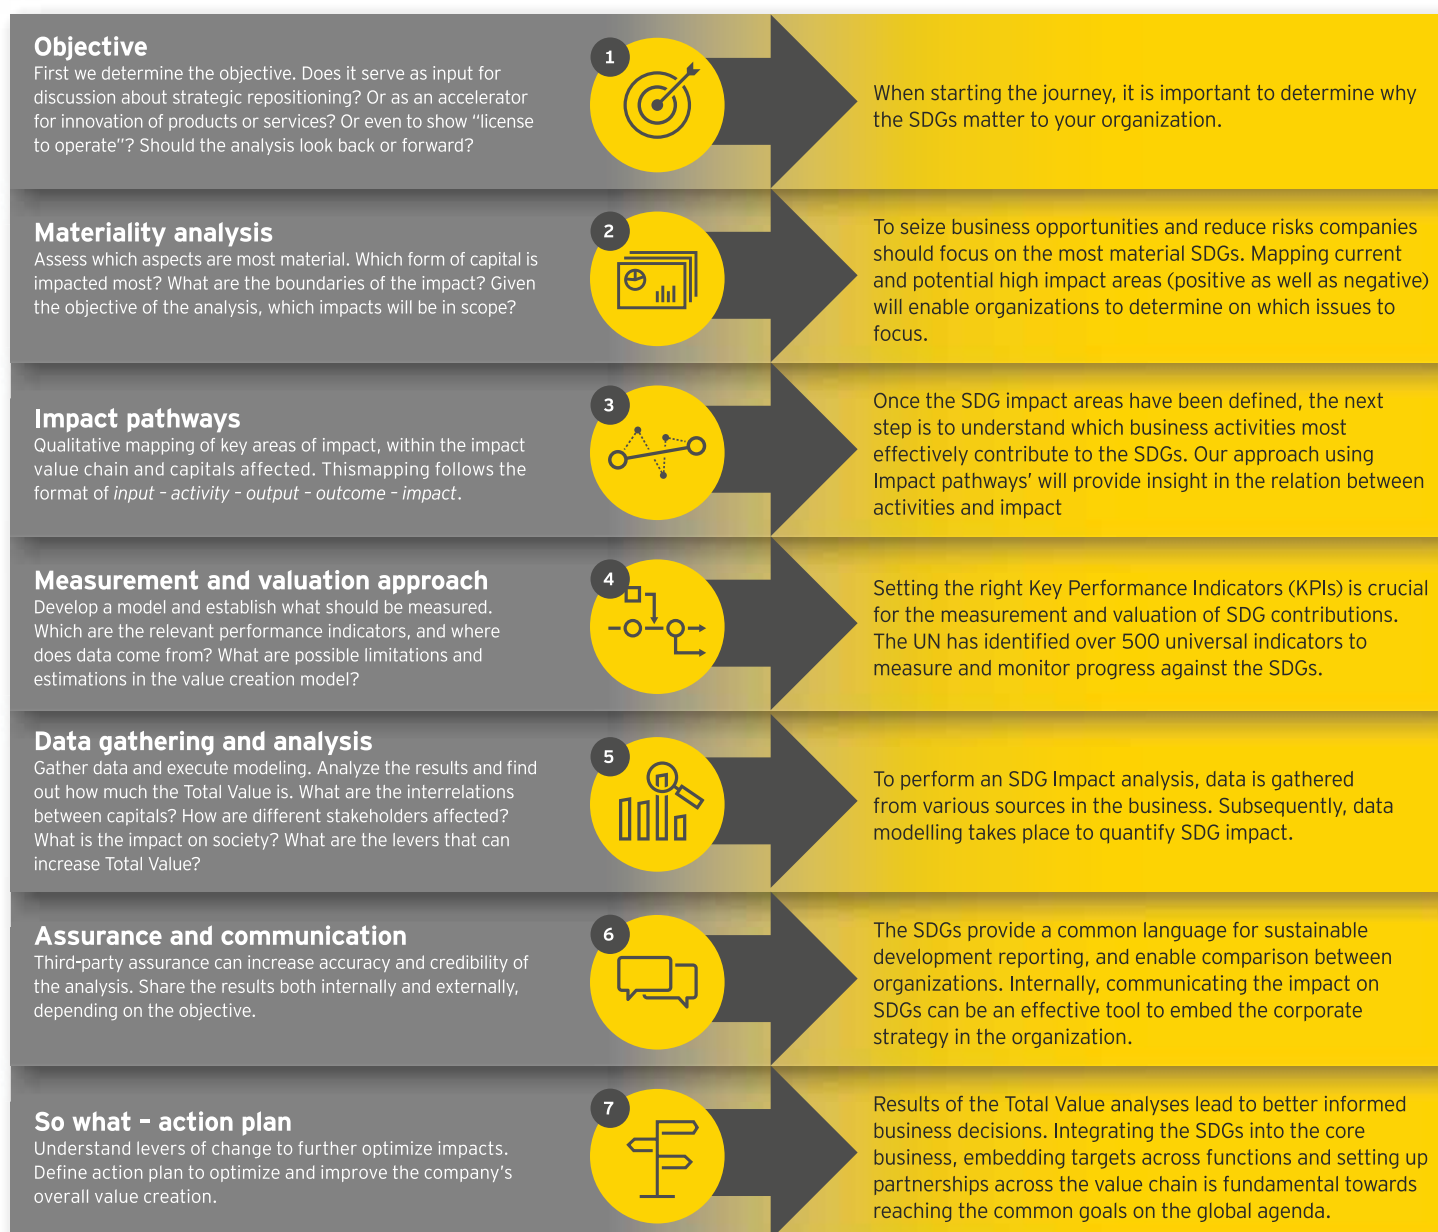 Objective
First we determine the objective. Does it serve as input for
discussion about strategic repositioning? Or as an accelerator
for innovation of products or services? Or even to show “license
to operate”? Should the analysis look back or forward?
1
When starting the journey, it is important to determine why
the SDGs matter to your organization.
Materiality analysis
Assess which aspects are most material. Which form of capital is
impacted most? What are the boundaries of the impact? Given
the objective of the analysis, which impacts will be in scope?
2
To seize business opportunities and reduce risks companies
should focus on the most material SDGs. Mapping current
and potential high impact areas (positive as well as negative)
will enable organizations to determine on which issues to
focus.
Impact pathways
Qualitative mapping of key areas of impact, within the impact
value chain and capitals affected. Thismapping follows the
format of input – activity – output – outcome – impact.
3
Once the SDG impact areas have been defined, the next
step is to understand which business activities most
effectively contribute to the SDGs. Our approach using
Impact pathways’ will provide insight in the relation between
activities and impact
Measurement and valuation approach
Develop a model and establish what should be measured.
Which are the relevant performance indicators, and where
does data come from? What are possible limitations and
estimations in the value creation model?
4
Setting the right Key Performance Indicators (KPIs) is crucial
for the measurement and valuation of SDG contributions.
The UN has identified over 500 universal indicators to
measure and monitor progress against the SDGs.
Data gathering and analysis
Gather data and execute modeling. Analyze the results and find
out how much the Total Value is. What are the interrelations
between capitals? How are different stakeholders affected?
What is the impact on society? What are the levers that can
increase Total Value?
5
To perform an SDG Impact analysis, data is gathered
from various sources in the business. Subsequently, data
modelling takes place to quantify SDG impact.
Assurance and communication
Third-party assurance can increase accuracy and credibility of
the analysis. Share the results both internally and externally,
depending on the objective.
6
The SDGs provide a common language for sustainable
development reporting, and enable comparison between
organizations. Internally, communicating the impact on
SDGs can be an effective tool to embed the corporate
strategy in the organization.
So what – action plan
Understand levers of change to further optimize impacts.
Define action plan to optimize and improve the company’s
overall value creation.
7
Results of the Total Value analyses lead to better informed
business decisions. Integrating the SDGs into the core
business, embedding targets across functions and setting up
partnerships across the value chain is fundamental towards
reaching the common goals on the global agenda.